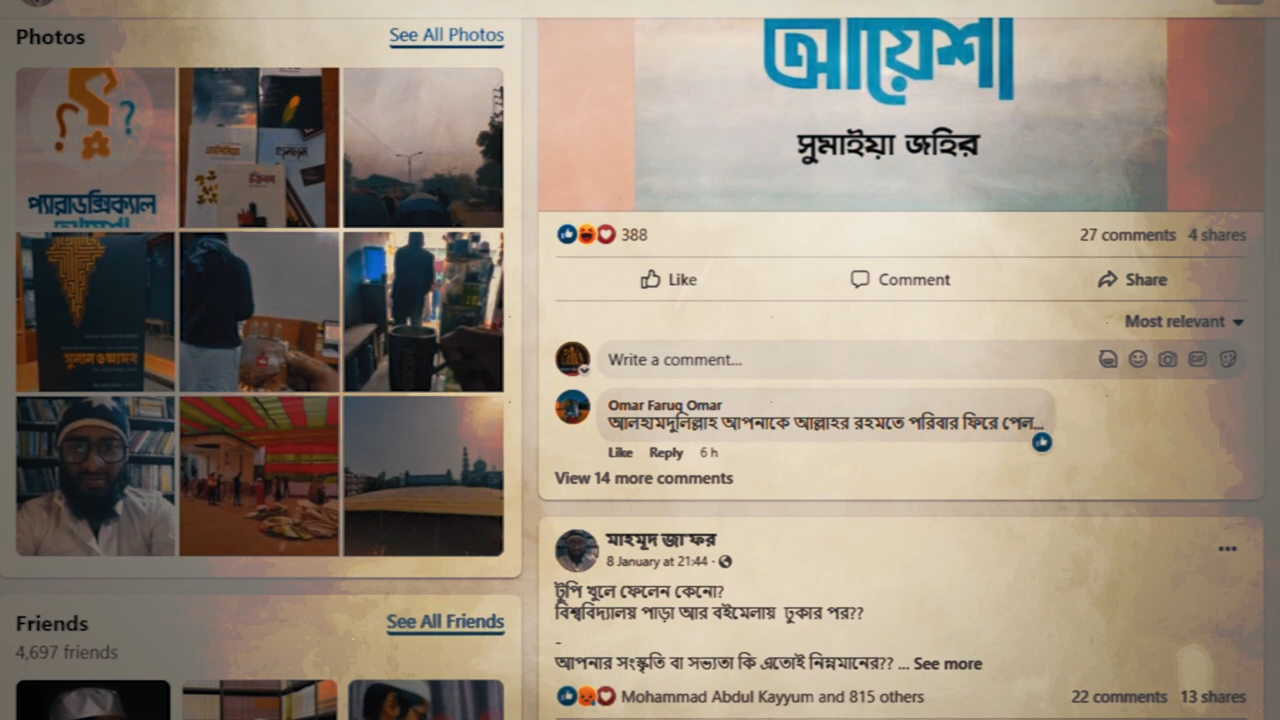 Photos
See All Photos
প্যারাডক্সিক্যাল
আয়েশা
সুনান ও আদব
Friends
See All Friends
4,697 friends
আয়েশা
সুমাইয়া জহির
388
27 comments 4 shares
Like
Comment
Share
Most relevant
Write a comment...
Omar Faruq Omar
আলহামদুলিল্লাহ আপনাকে আল্লাহর রহমতে পরিবার ফিরে পেল...
Like Reply 6 h
View 14 more comments
মাহমূদ জাফর
8 January at 21:44
টুপি খুলে ফেলেন কেনো?
বিশ্ববিদ্যালয় পাড়া আর বইমেলায় ঢুকার পর??
-
আপনার সংস্কৃতি বা সভ্যতা কি এতোই নিম্নমানের?? ... See more
Mohammad Abdul Kayyum and 815 others
22 comments 13 shares